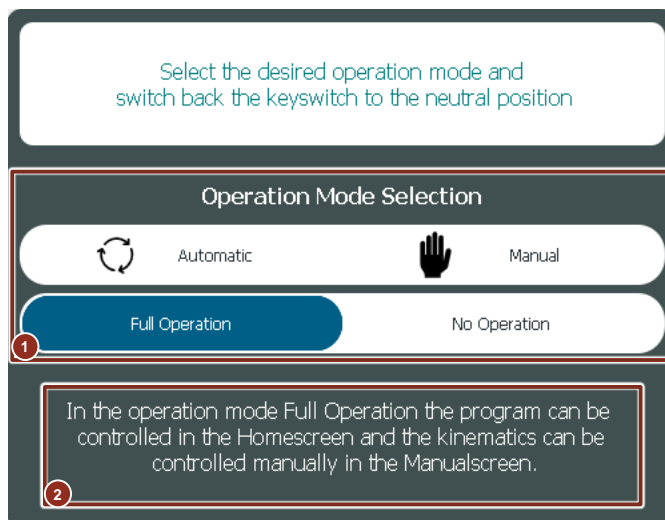 Select the desired operation mode and
switch back the keyswitch to the neutral position
Operation Mode Selection
Automatic Manual
Full Operation No Operation
1
In the operation mode Full Operation the program can be
controlled in the Homescreen and the kinematics can be
controlled manually in the Manualscreen.
2